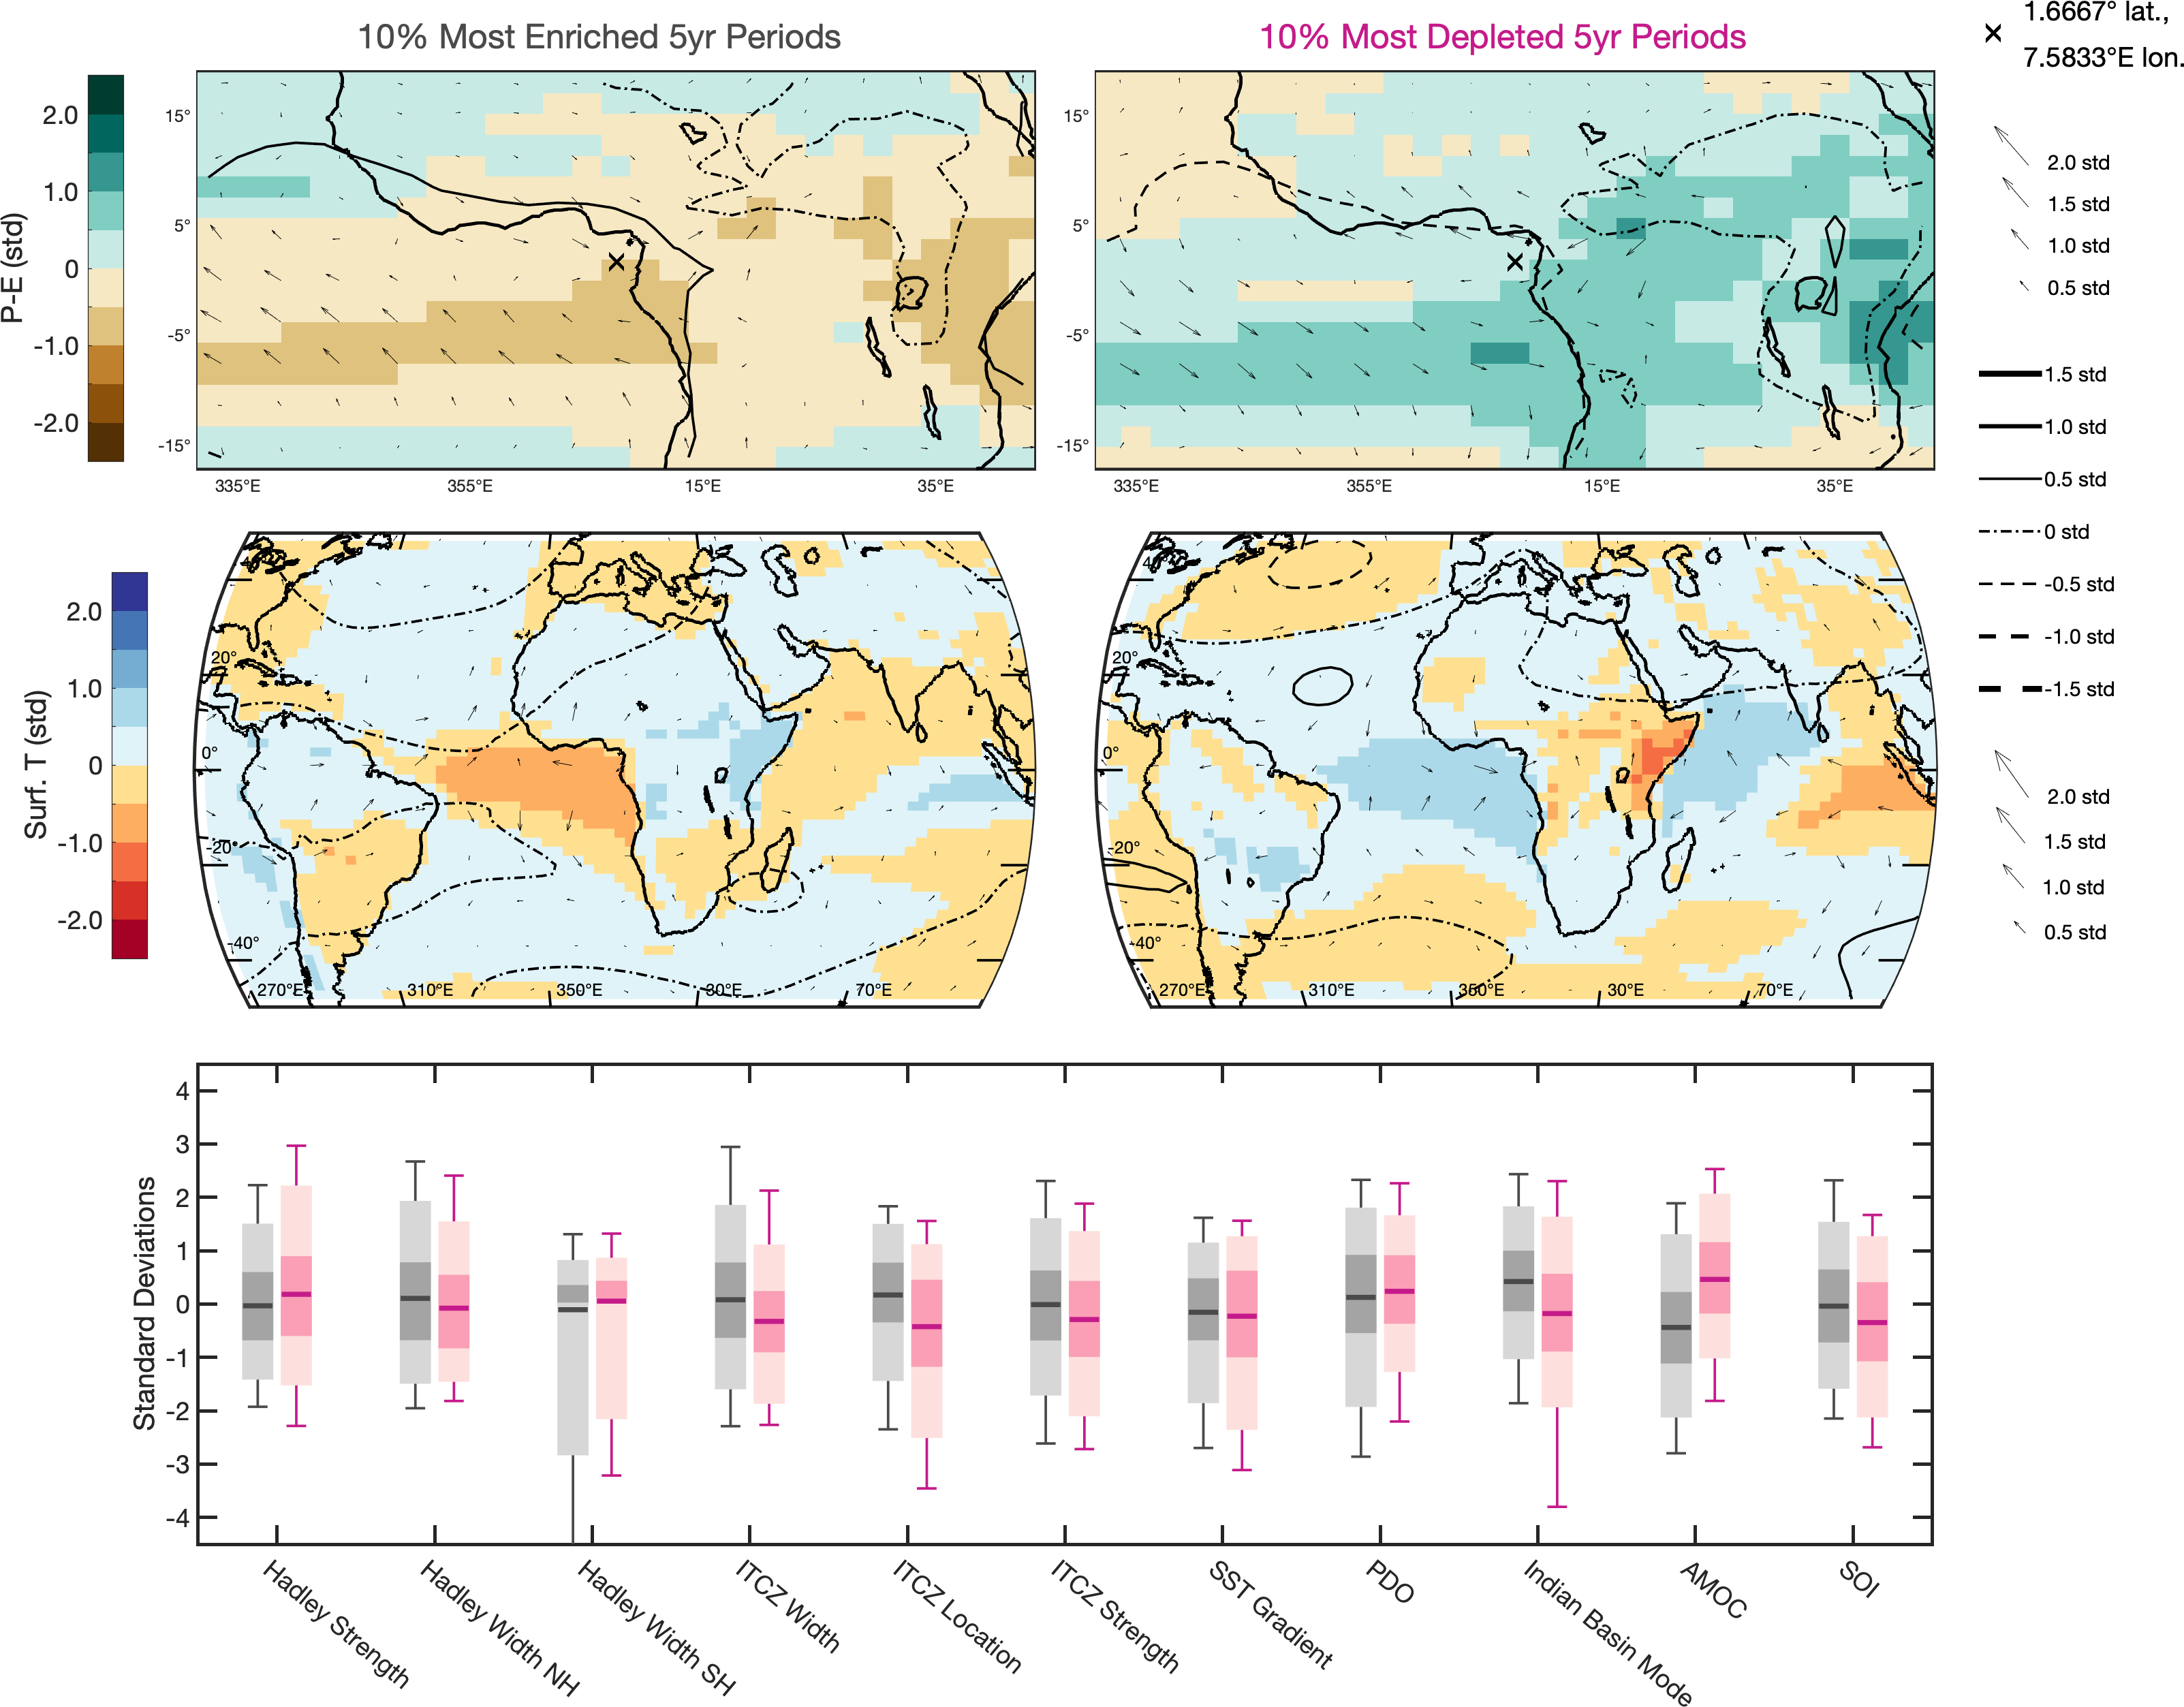 10% Most Enriched 5yr Periods
10% Most Depleted 5yr Periods
1.6667° lat.,
7.5833°E lon.
P-E (std)
2.0
1.0
0
-1.0
-2.0
15°
5°
-5°
-15°
335°E 355°E 15°E 35°E
15°
5°
-5°
-15°
335°E 355°E 15°E 35°E
2.0 std
1.5 std
1.0 std
0.5 std
1.5 std
1.0 std
0.5 std
0 std
-0.5 std
-1.0 std
-1.5 std
Surf. T (std)
2.0
1.0
0
-1.0
-2.0
20°
0°
-20°
-40°
270°E 310°E 350°E 30°E 70°E
20°
0°
-20°
-40°
270°E 310°E 350°E 30°E 70°E
2.0 std
1.5 std
1.0 std
0.5 std
Standard Deviations
4
3
2
1
0
-1
-2
-3
-4
Hadley Strength
Hadley Width NH
Hadley Width SH
ITCZ Width
ITCZ Location
ITCZ Strength
SST Gradient
PDO
Indian Basin Mode
AMOC
SOI